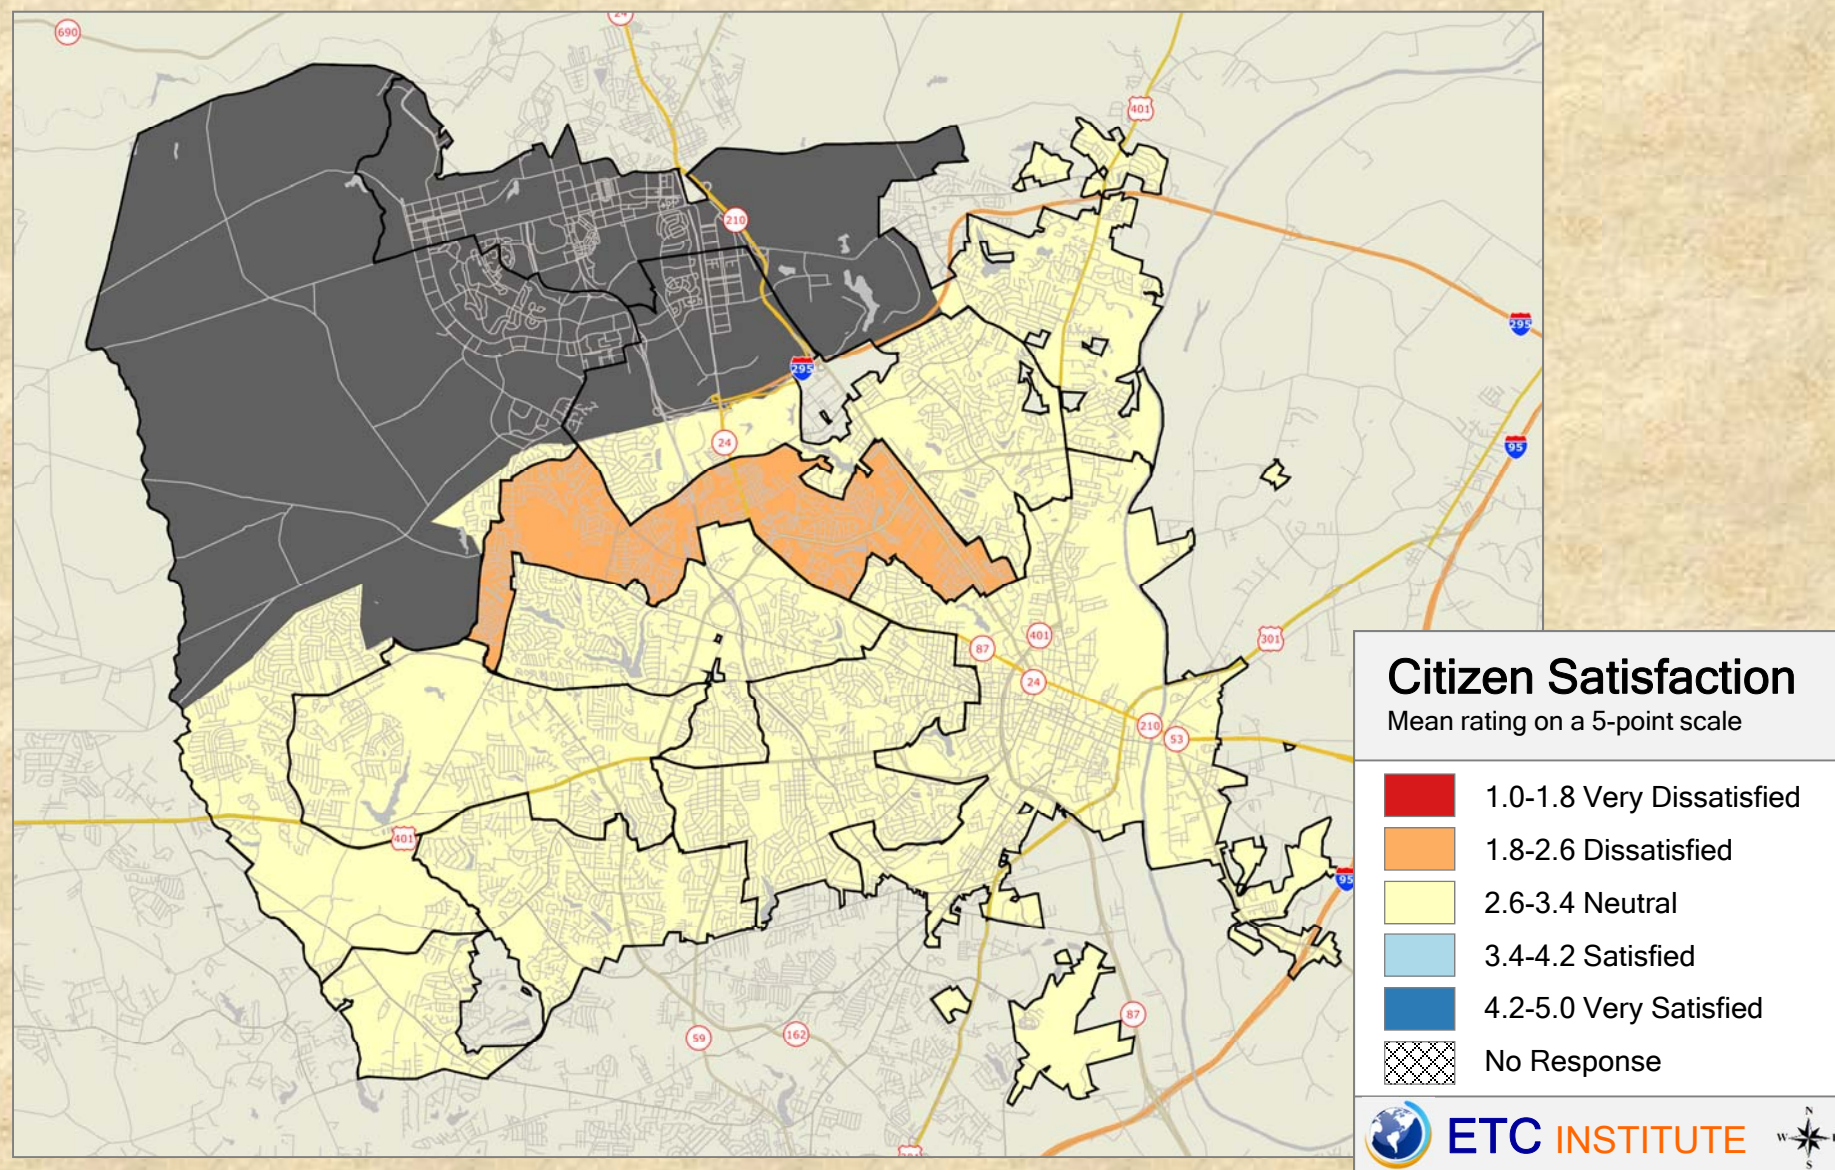 24
690
401
210
295
295
24
95
301
401
87
24
210
53
401
95
87
59
162
Citizen Satisfaction
Mean rating on a 5-point scale
1.0-1.8 Very Dissatisfied
1.8-2.6 Dissatisfied
2.6-3.4 Neutral
3.4-4.2 Satisfied
4.2-5.0 Very Satisfied
No Response
ETC INSTITUTE
N
W
S